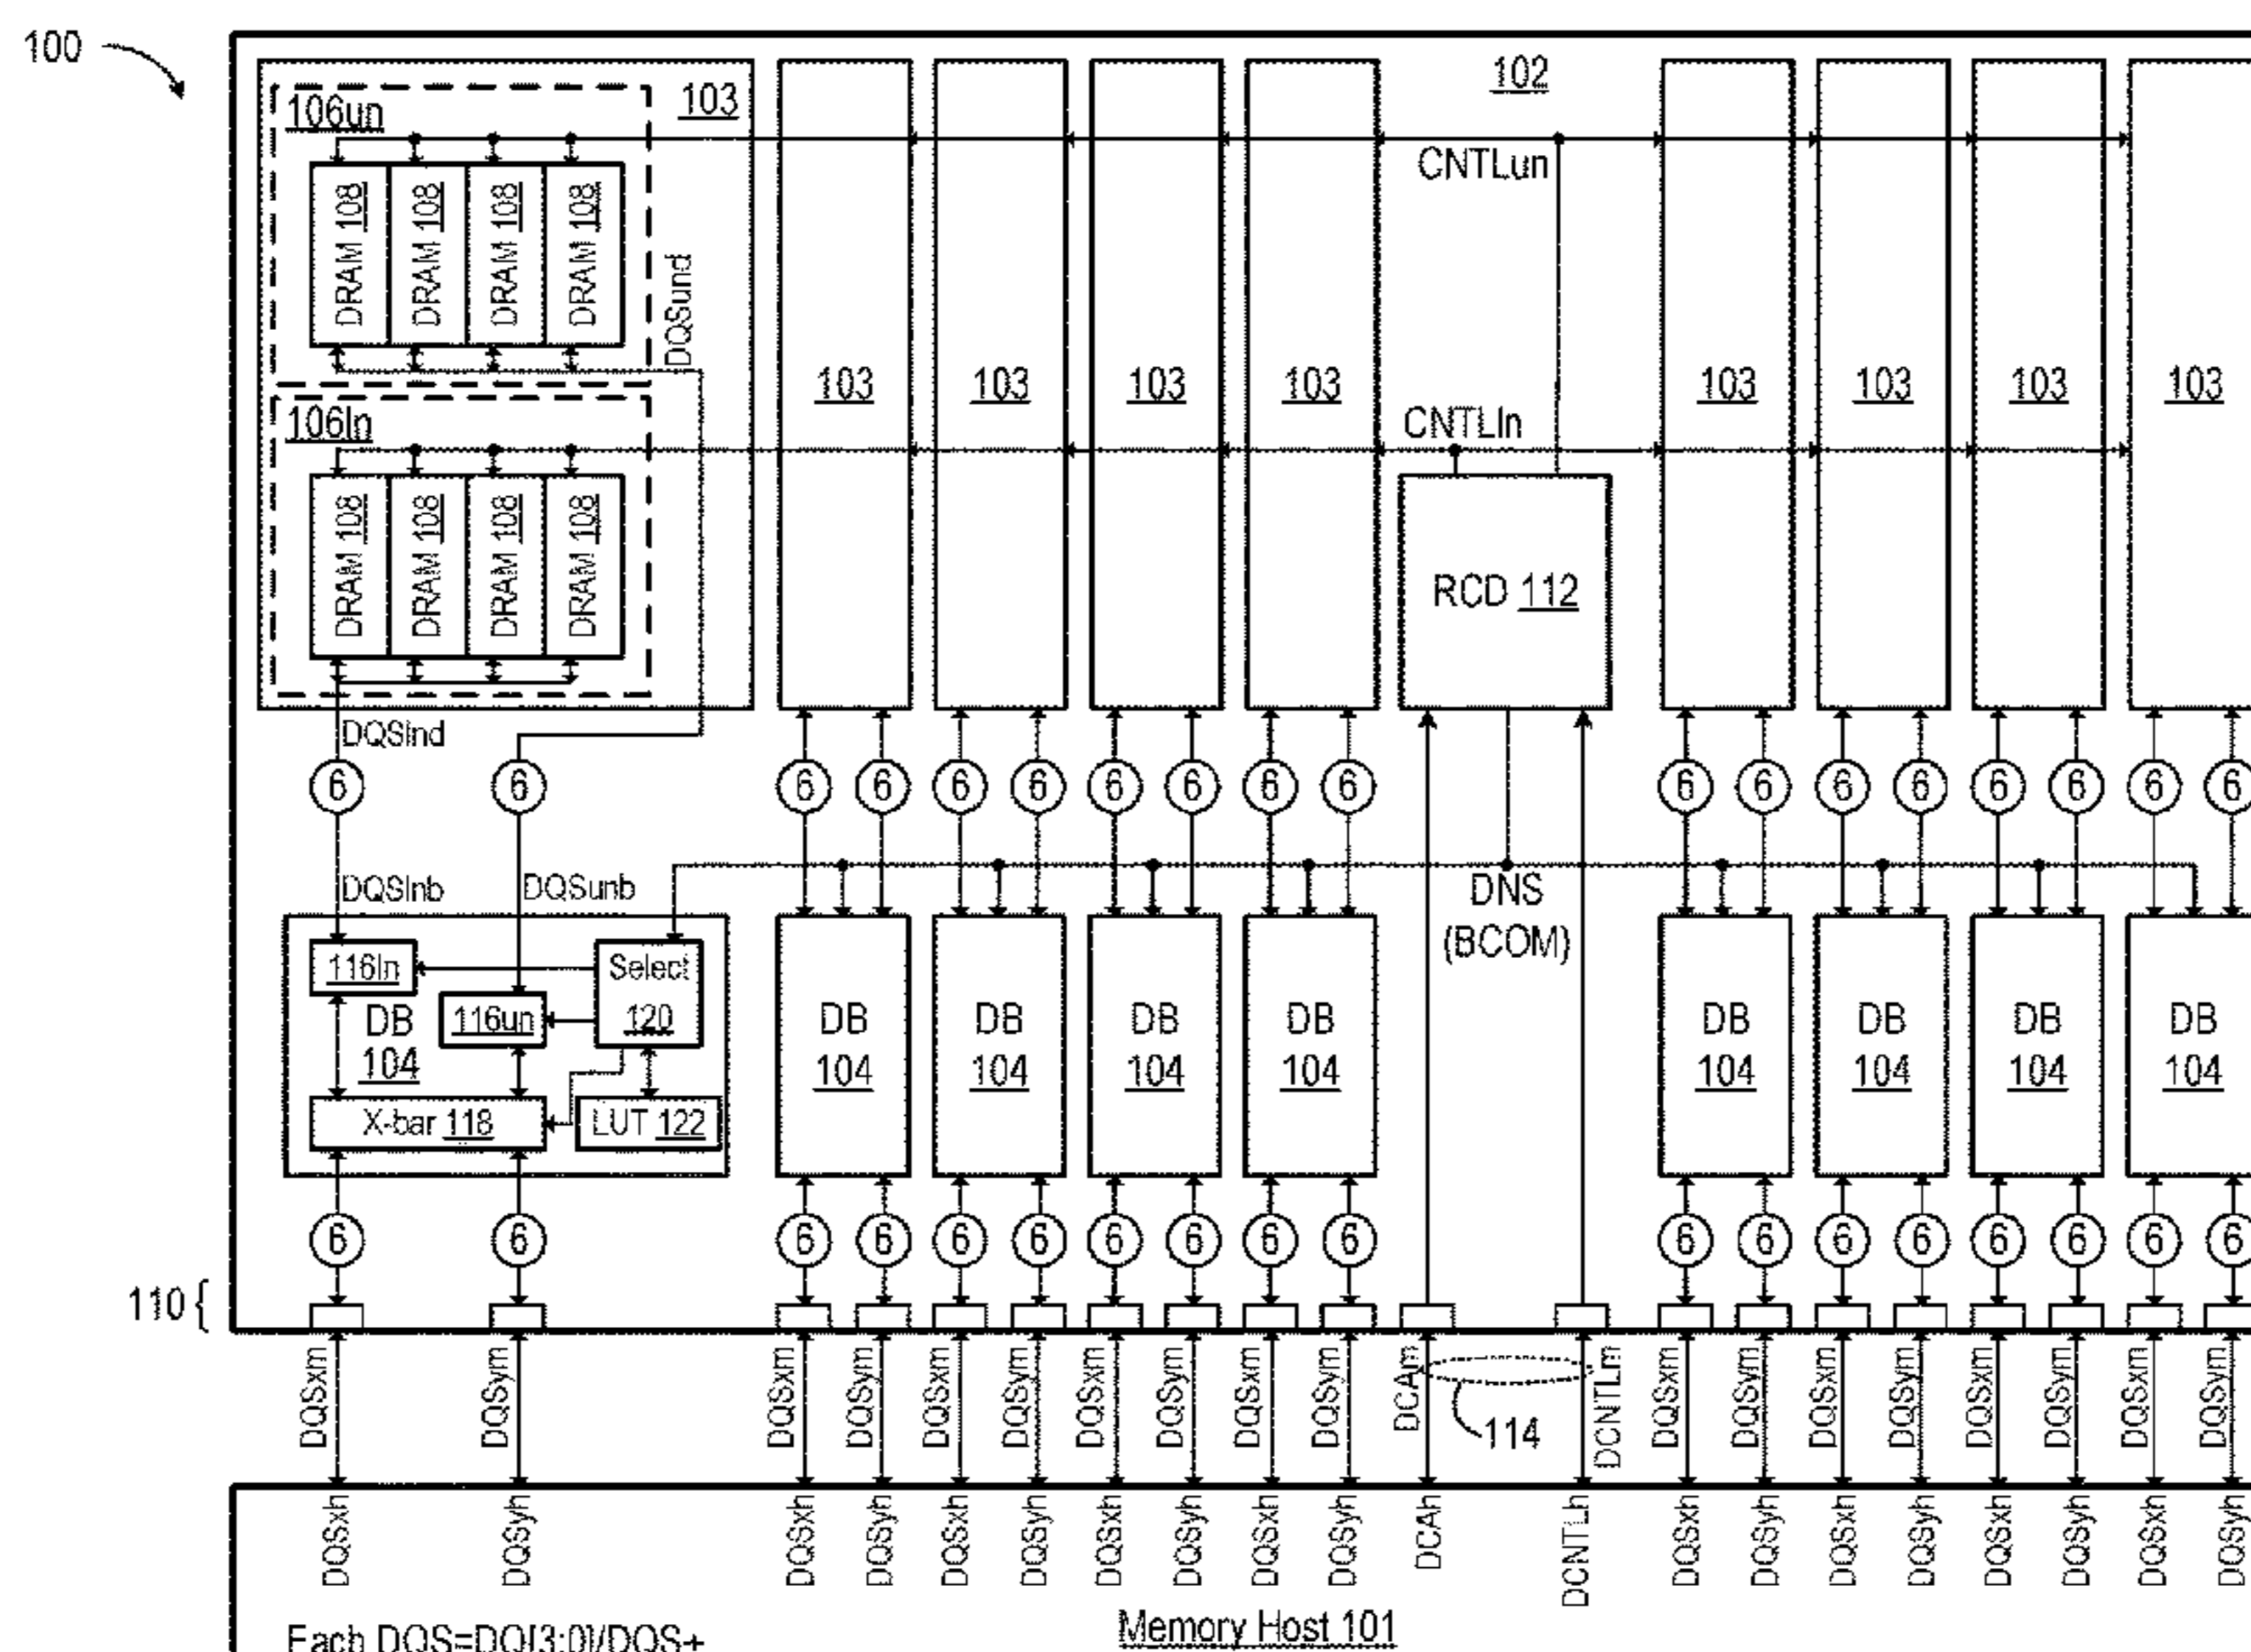 100
102
106un
103
CNTLun
DRAM 108 DRAM 108 DRAM 108 DRAM 108
DQSund
103 103 103 103 103 103 103 103
106ln
CNTLln
DRAM 108 DRAM 108 DRAM 108 DRAM 108
RCD 112
DQSlnd
6 6 6 6 6 6 6 6 6 6 6 6 6 6 6 6 6 6
DQSlnb DQSunb
DNS
(BCOM)
116ln
Select
120
116un
DB
104
X-bar 118
LUT 122
DB DB DB DB DB DB DB DB
104 104 104 104 104 104 104 104
6 6 6 6 6 6 6 6 6 6 6 6 6 6 6 6 6 6
110
DQSxm DQSym DQSxm DQSym DQSxm DQSym DQSxm DQSym DQSxm DQSym DCAm DCNTLm DQSxm DQSym DQSxm DQSym DQSxm DQSym DQSxm DQSym
114
DQSxh DQSyh DQSxh DQSyh DQSxh DQSyh DQSxh DQSyh DQSxh DQSyh DCAh DCNTLh DQSxh DQSyh DQSxh DQSyh DQSxh DQSyh DQSxh DQSyh
Memory Host 101
Each DQS=DQ[3:0]/DQS±